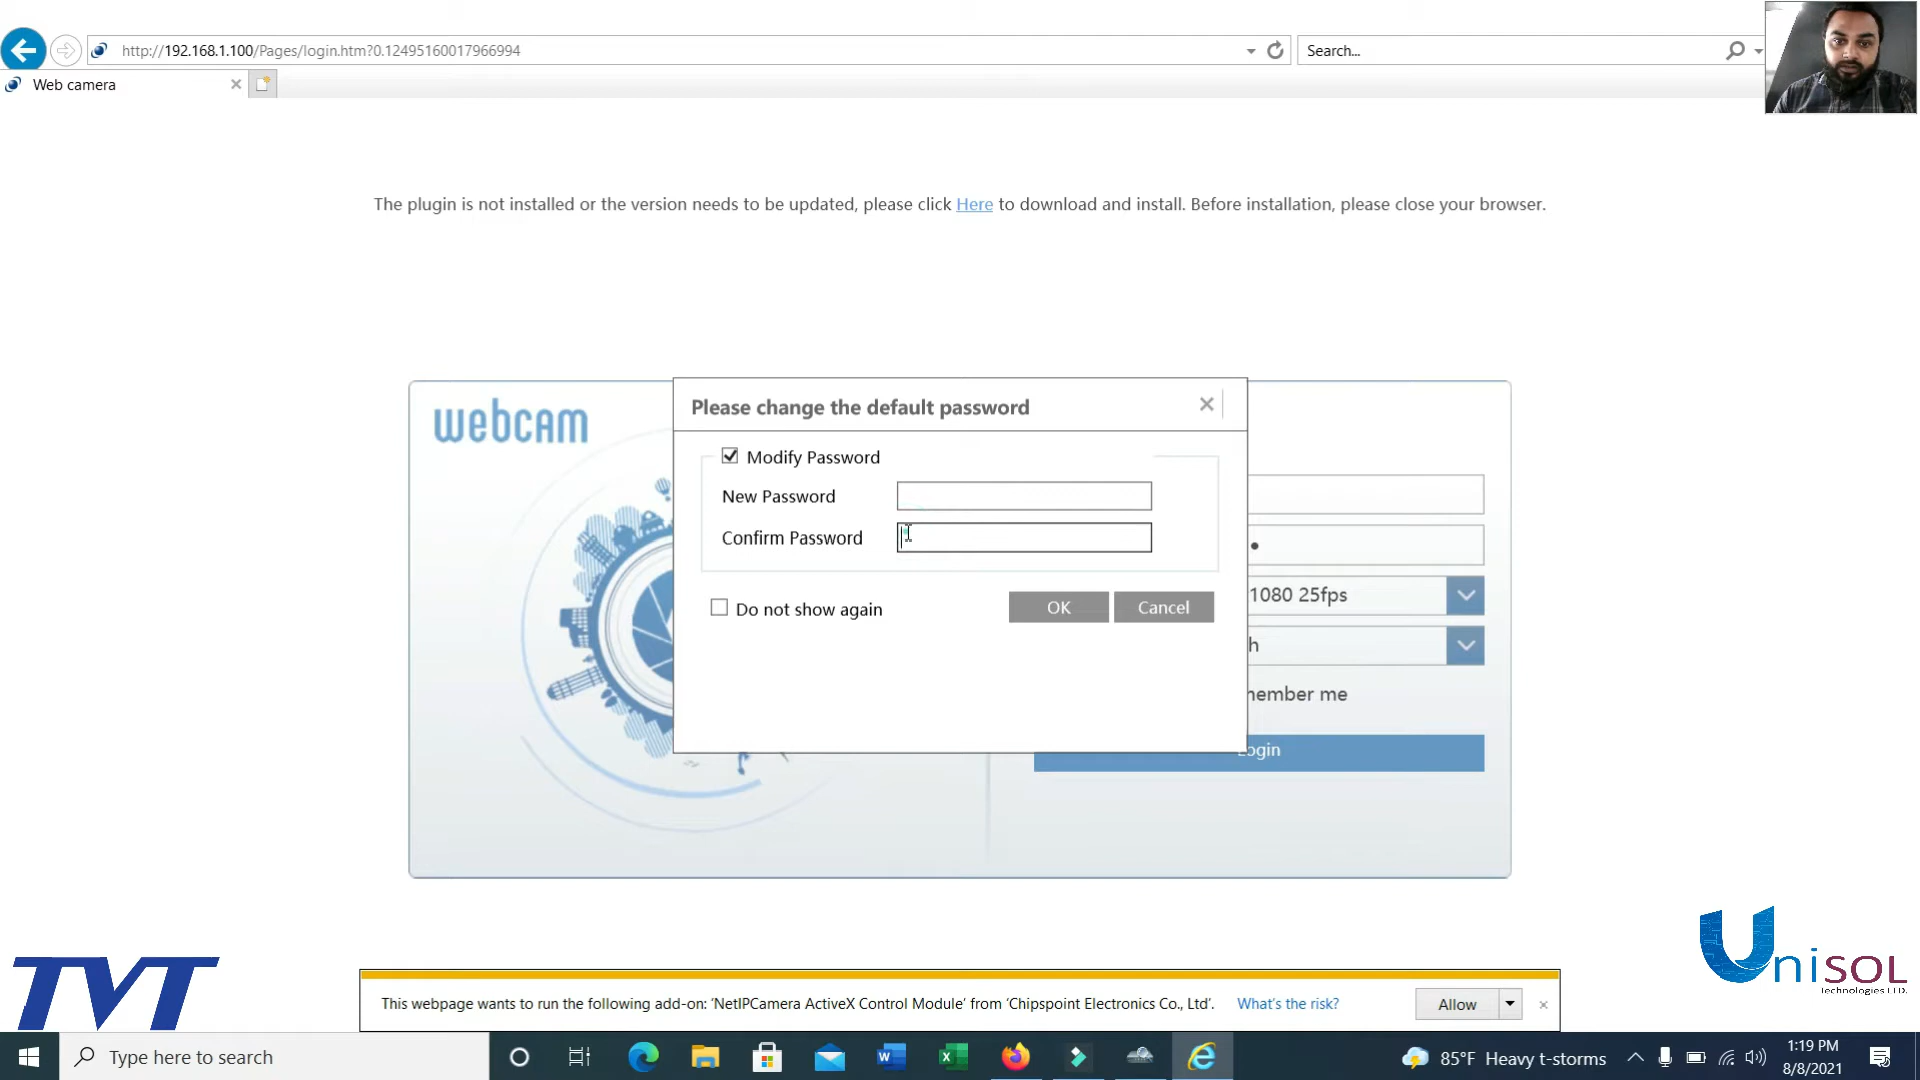 http://192.168.1.100/Pages/login.htm?0.12495160017966994
Search...
Web camera
The plugin is not installed or the version needs to be updated, please click Here to download and install. Before installation, please close your browser.
webcam
Please change the default password
Modify Password
New Password
Confirm Password
Do not show again
OK
Cancel
1080 25fps
h
member me
ogin
TVT
Unisol
Technologies LTD.
This webpage wants to run the following add-on: 'NetIPCamera ActiveX Control Module' from 'Chipspoint Electronics Co., Ltd'.
What's the risk?
Allow
Type here to search
85°F Heavy t-storms
1:19 PM
8/8/2021